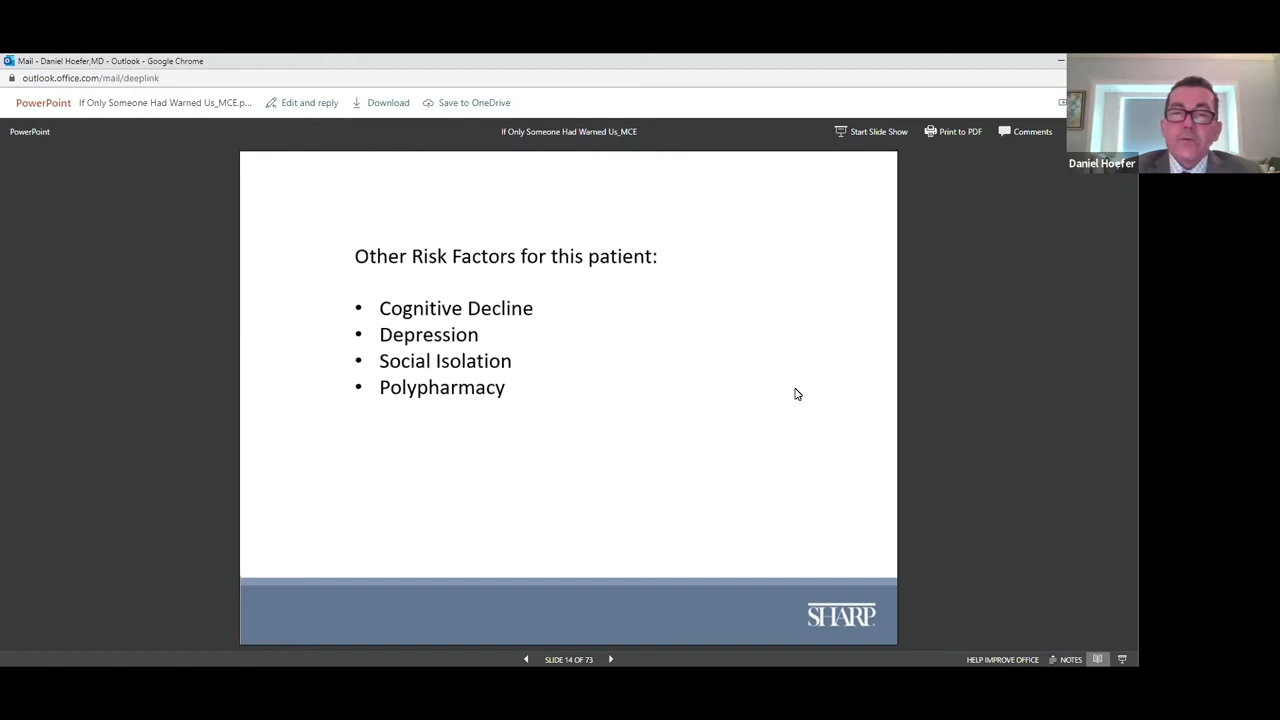 Mail - Daniel Hoefer,MD - Outlook - Google Chrome
outlook.office.com/mail/deeplink
PowerPoint If Only Someone Had Warned Us_MCE.p... Edit and reply Download Save to OneDrive
PowerPoint If Only Someone Had Warned Us_MCE Start Slide Show Print to PDF Comments
Daniel Hoefer
Other Risk Factors for this patient:
• Cognitive Decline
• Depression
• Social Isolation
• Polypharmacy
SHARP
SLIDE 14 OF 73 HELP IMPROVE OFFICE NOTES